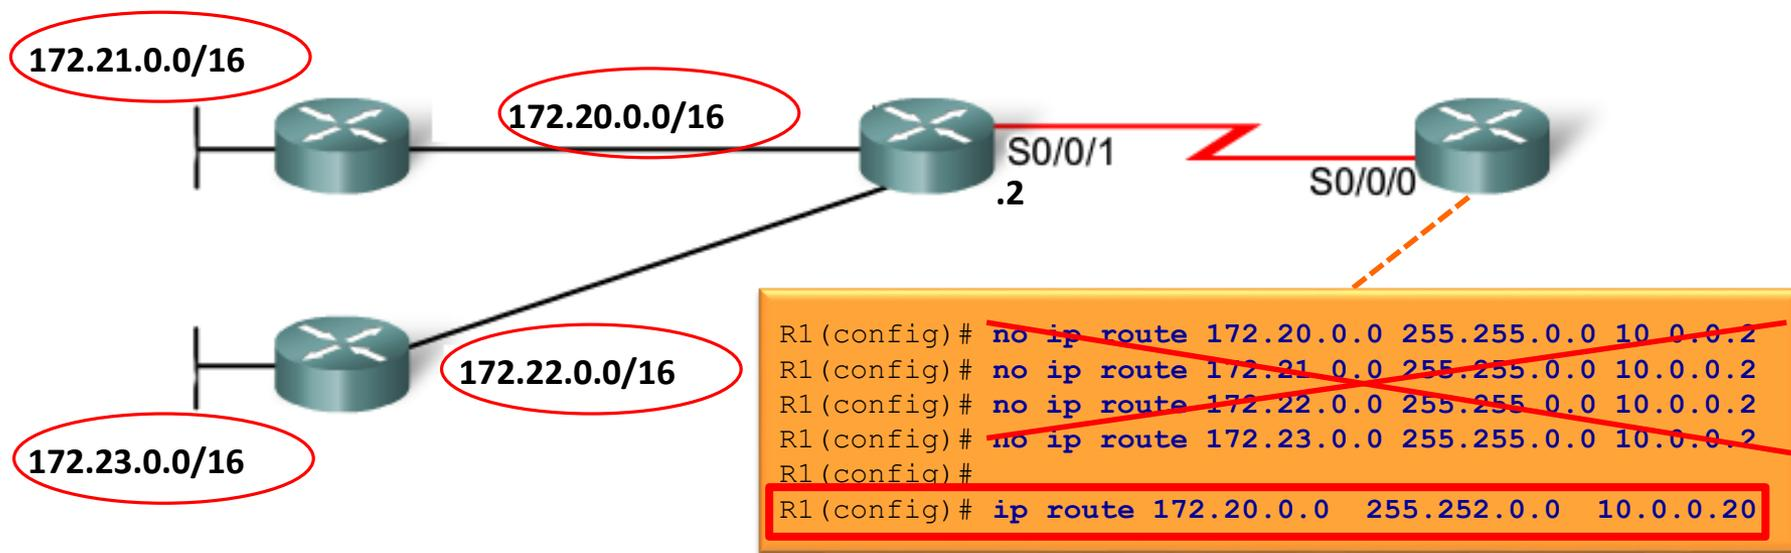 172.21.0.0/16
172.20.0.0/16
S0/0/1
.2
S0/0/0
172.22.0.0/16
172.23.0.0/16
R1(config)# no ip route 172.20.0.0 255.255.0.0 10.0.0.2
R1(config)# no ip route 172.21.0.0 255.255.0.0 10.0.0.2
R1(config)# no ip route 172.22.0.0 255.255.0.0 10.0.0.2
R1(config)# no ip route 172.23.0.0 255.255.0.0 10.0.0.2
R1(config)#
R1(config)# ip route 172.20.0.0 255.252.0.0 10.0.0.20